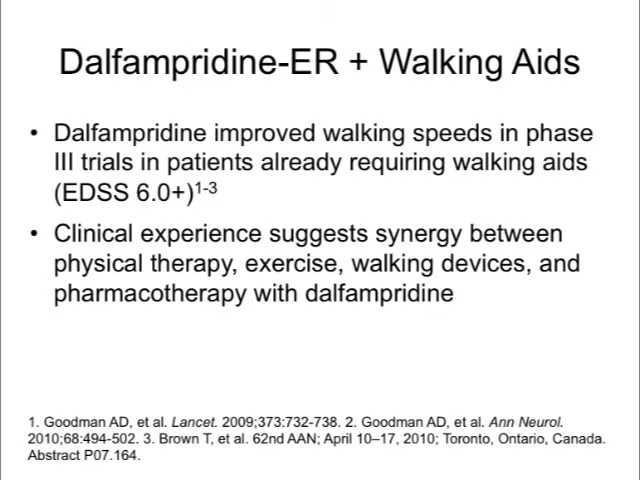 Dalfampridine-ER + Walking Aids
• Dalfampridine improved walking speeds in phase
III trials in patients already requiring walking aids
(EDSS 6.0+)1-3
• Clinical experience suggests synergy between
physical therapy, exercise, walking devices, and
pharmacotherapy with dalfampridine
1. Goodman AD, et al. Lancet. 2009;373:732-738. 2. Goodman AD, et al. Ann Neurol.
2010;68:494-502. 3. Brown T, et al. 62nd AAN; April 10–17, 2010; Toronto, Ontario, Canada.
Abstract P07.164.